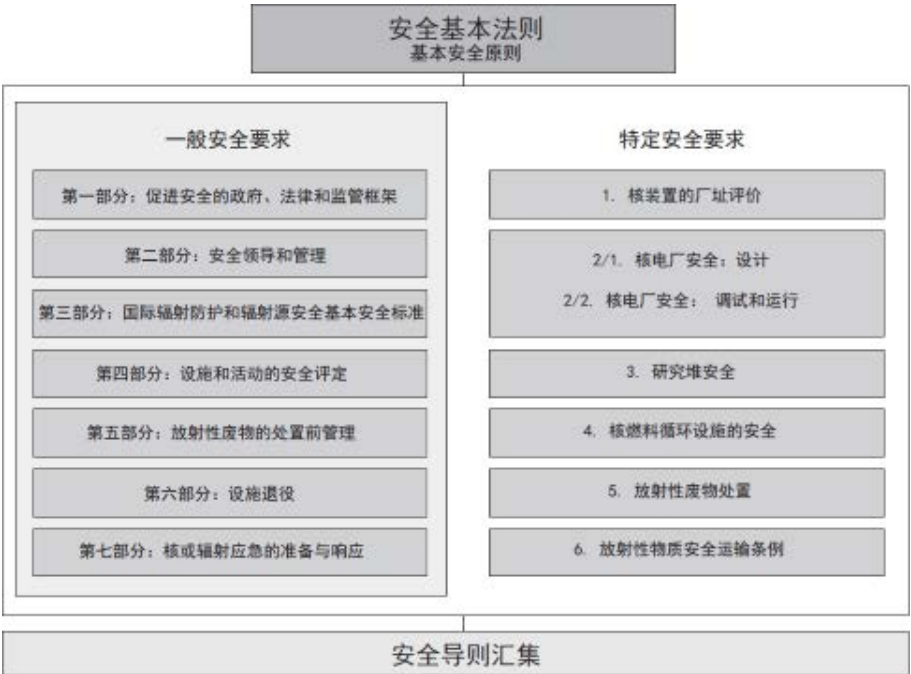 安全基本法则
基本安全原则
一般安全要求
第一部分：促进安全的政府、法律和监管框架
第二部分：安全领导和管理
第三部分：国际辐射防护和辐射源安全基本安全标准
第四部分：设施和活动的安全评定
第五部分：放射性废物的处置前管理
第六部分：设施退役
第七部分：核或辐射应急的准备与响应
特定安全要求
1. 核装置的厂址评价
2/1. 核电厂安全：设计
2/2. 核电厂安全： 调试和运行
3. 研究堆安全
4. 核燃料循环设施的安全
5. 放射性废物处置
6. 放射性物质安全运输条例
安全导则汇集